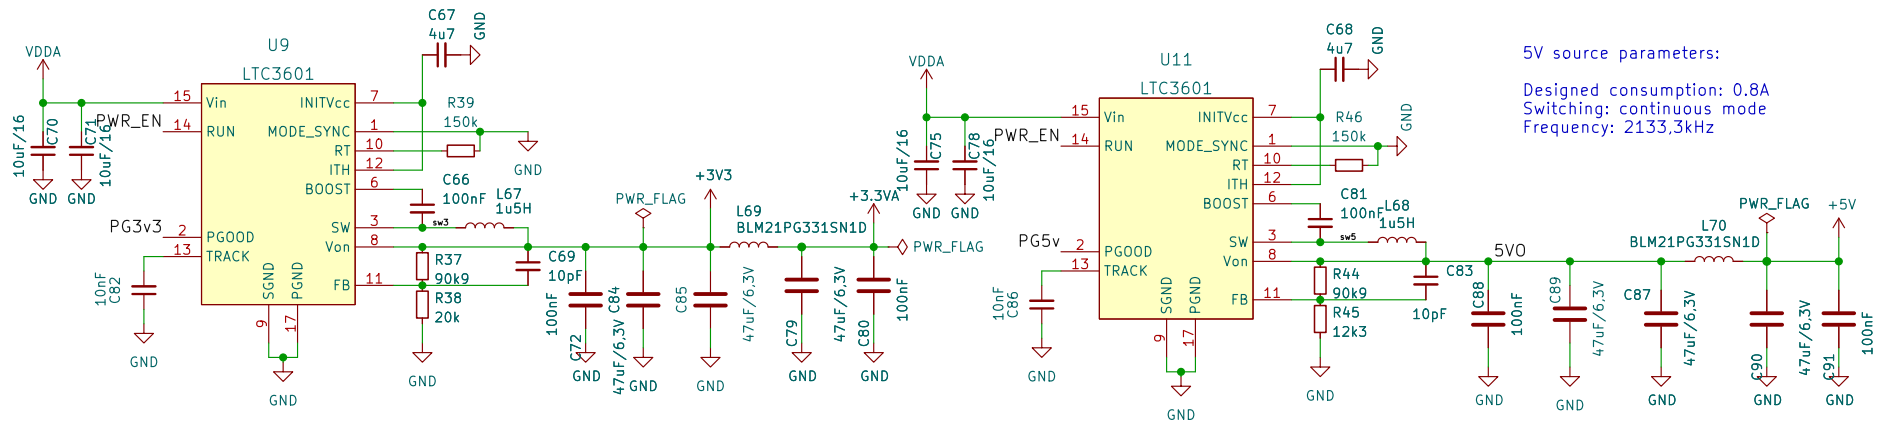 U9
LTC3601
VDDA
C70
10uF/16
C71
10uF/16
PWR_EN
PG3v3
10nF
C82
GND
GND
GND
15
14
2
13
Vin
RUN
PGOOD
TRACK
SGND
PGND
9
17
GND
INITVcc
MODE_SYNC
RT
ITH
BOOST
SW
Von
FB
7
1
10
12
6
3
8
11
C67
4u7
GND
R39
150k
GND
C66
100nF
L67
1u5H
sw3
R37
90k9
R38
20k
GND
C69
10pF
100nF
C72
GND
PWR_FLAG
C84
47uF/6,3V
GND
+3V3
C85
47uF/6,3V
GND
L69
BLM21PG331SN1D
C79
47uF/6,3V
GND
+3.3VA
PWR_FLAG
C80
100nF
GND
U11
LTC3601
VDDA
C75
10uF/16
C78
10uF/16
PWR_EN
PG5v
10nF
C86
GND
GND
GND
15
14
2
13
Vin
RUN
PGOOD
TRACK
SGND
PGND
9
17
GND
INITVcc
MODE_SYNC
RT
ITH
BOOST
SW
Von
FB
7
1
10
12
6
3
8
11
C68
4u7
GND
R46
150k
GND
C81
100nF
L68
1u5H
sw5
R44
90k9
R45
12k3
GND
C83
10pF
5VO
C88
100nF
GND
C89
47uF/6,3V
GND
C87
47uF/6,3V
GND
L70
BLM21PG331SN1D
PWR_FLAG
C90
47uF/6,3V
GND
+5V
C91
100nF
GND
5V source parameters:
Designed consumption: 0.8A
Switching: continuous mode
Frequency: 2133,3kHz